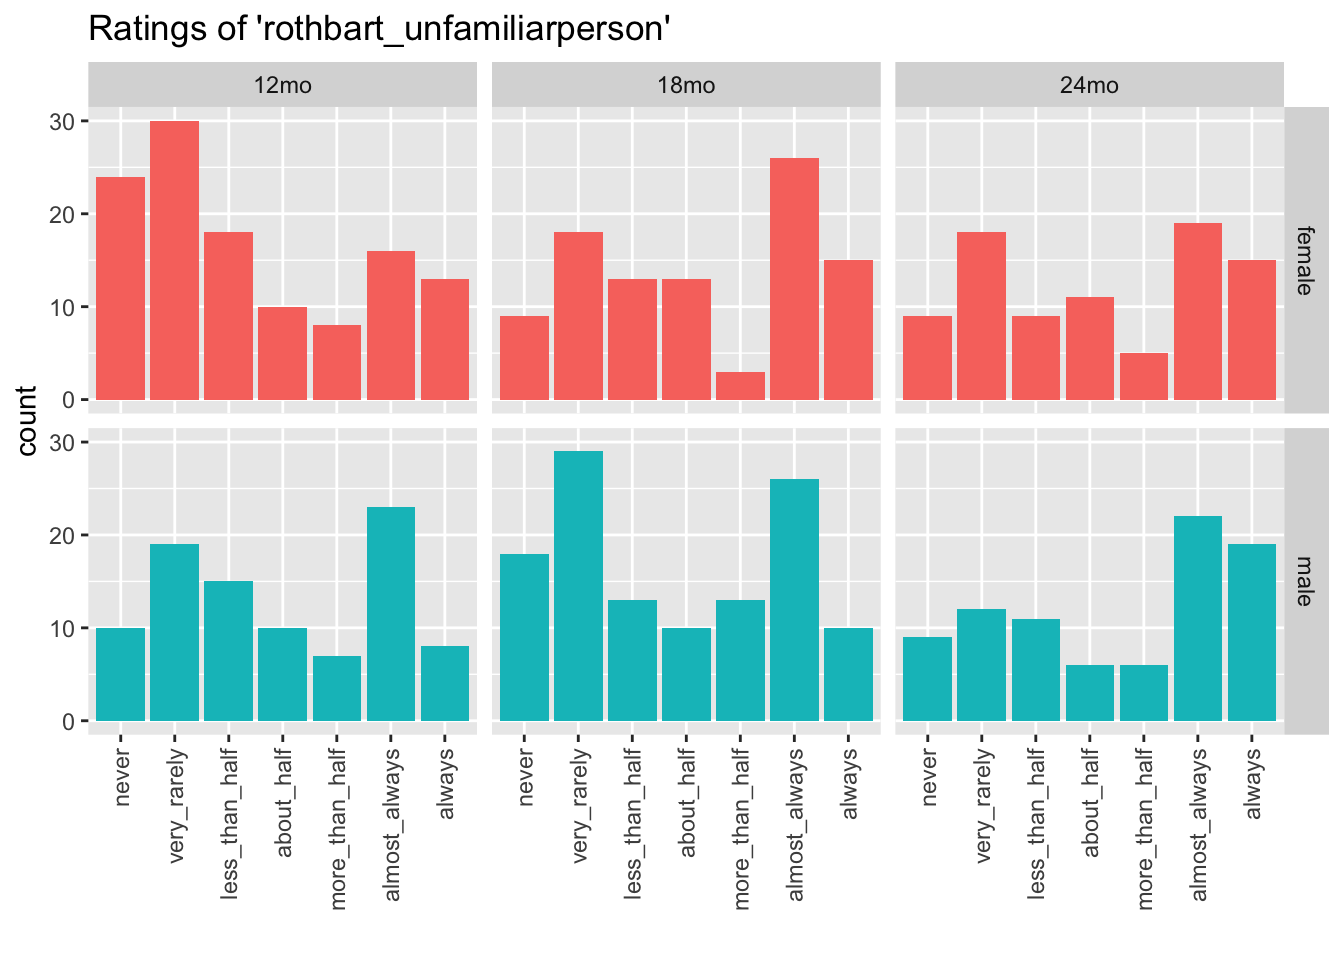 Ratings of 'rothbart_unfamiliarperson'
12mo 18mo 24mo
30
20
10
0
female
count
30
20
10
0
male
never very_rarely less_than_half about_half more_than_half almost_always always
never very_rarely less_than_half about_half more_than_half almost_always always
never very_rarely less_than_half about_half more_than_half almost_always always